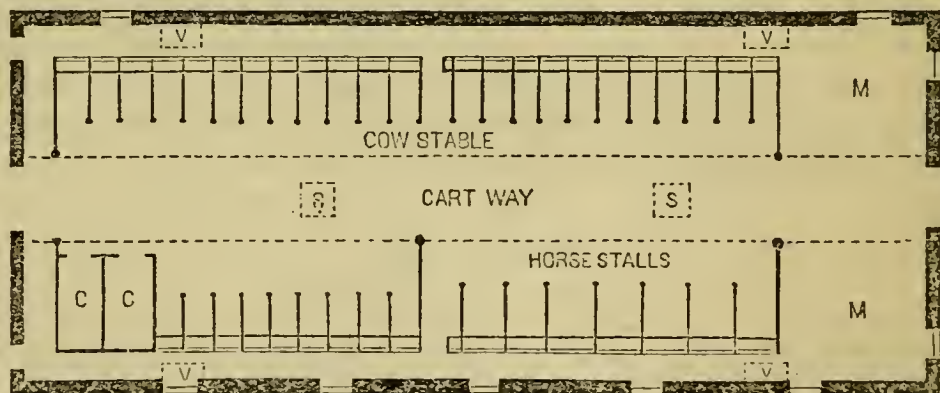 V V
M
COW STABLE
S CART WAY S
HORSE STALLS
C C
M
V V